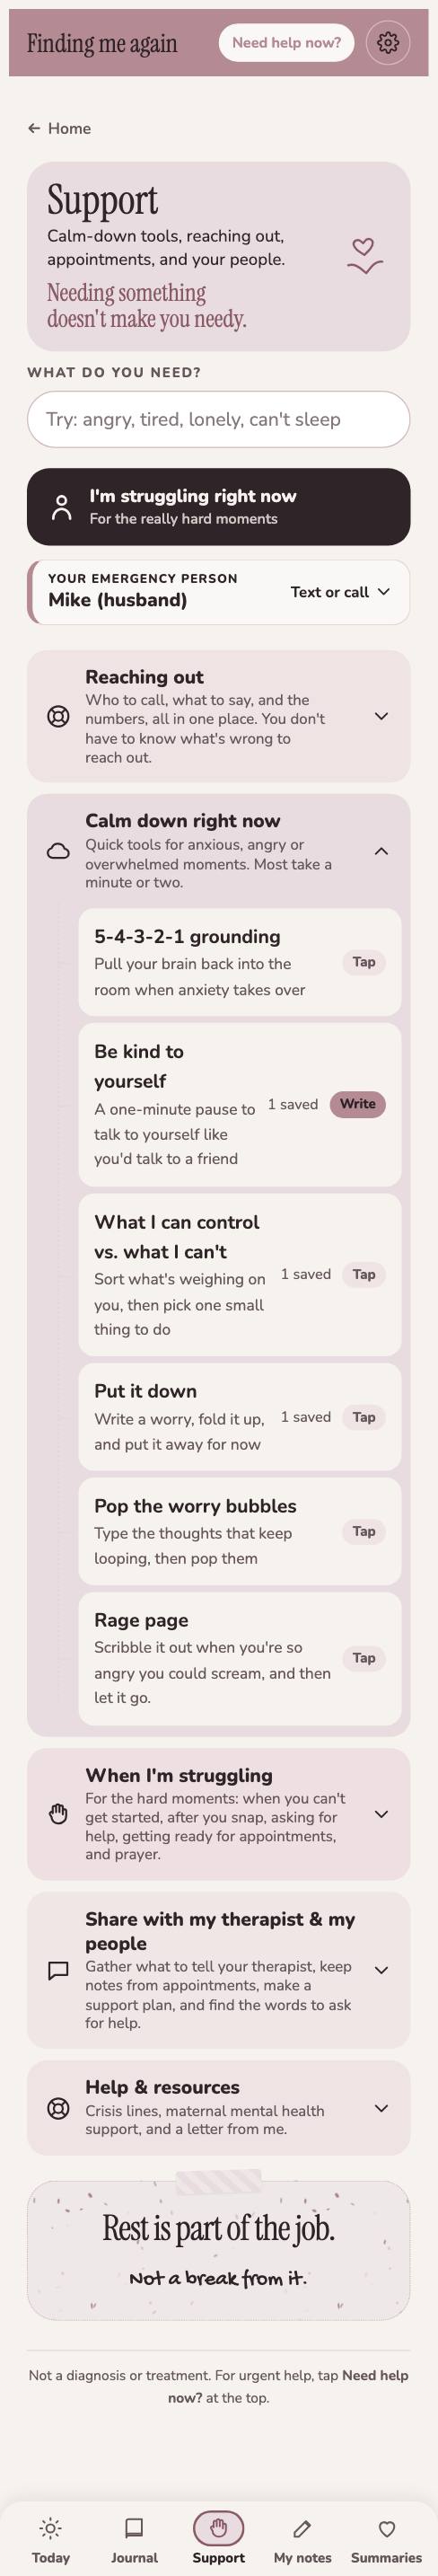 Finding me again
Need help now?
← Home
Support
Calm-down tools, reaching out,
appointments, and your people.
Needing something
doesn't make you needy.
WHAT DO YOU NEED?
Try: angry, tired, lonely, can't sleep
I'm struggling right now
For the really hard moments
YOUR EMERGENCY PERSON
Mike (husband)
Text or call
Reaching out
Who to call, what to say, and the
numbers, all in one place. You don't
have to know what's wrong to
reach out.
Calm down right now
Quick tools for anxious, angry or
overwhelmed moments. Most take a
minute or two.
5-4-3-2-1 grounding
Pull your brain back into the
room when anxiety takes over
Tap
Be kind to
yourself
A one-minute pause to
talk to yourself like
you'd talk to a friend
1 saved
Write
What I can control
vs. what I can't
Sort what's weighing on
you, then pick one small
thing to do
1 saved
Tap
Put it down
Write a worry, fold it up,
and put it away for now
1 saved
Tap
Pop the worry bubbles
Type the thoughts that keep
looping, then pop them
Tap
Rage page
Scribble it out when you're so
angry you could scream, and then
let it go.
Tap
When I'm struggling
For the hard moments: when you can't
get started, after you snap, asking for
help, getting ready for appointments,
and prayer.
Share with my therapist & my
people
Gather what to tell your therapist, keep
notes from appointments, make a
support plan, and find the words to ask
for help.
Help & resources
Crisis lines, maternal mental health
support, and a letter from me.
Rest is part of the job.
Not a break from it.
Not a diagnosis or treatment. For urgent help, tap Need help
now? at the top.
Today
Journal
Support
My notes
Summaries